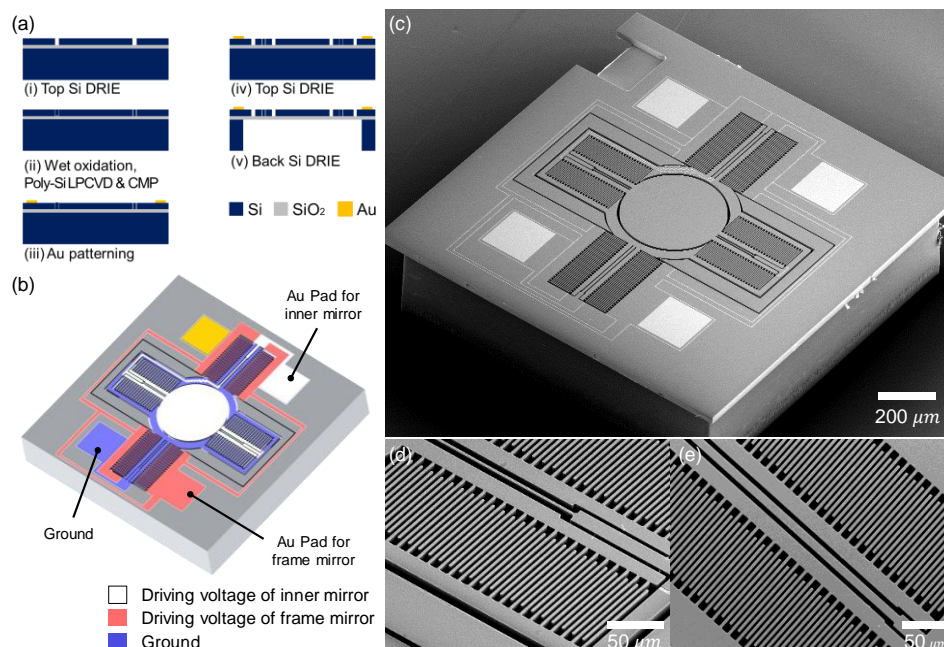 (a)
(i) Top Si DRIE
(iv) Top Si DRIE
(ii) Wet oxidation,
Poly-Si LPCVD & CMP
(v) Back Si DRIE
Si SiO₂ Au
(iii) Au patterning
(b)
Au Pad for
inner mirror
Ground
Au Pad for
frame mirror
Driving voltage of inner mirror
Driving voltage of frame mirror
Ground
(c)
200 μm
(d)
50 μm
(e)
50 μm